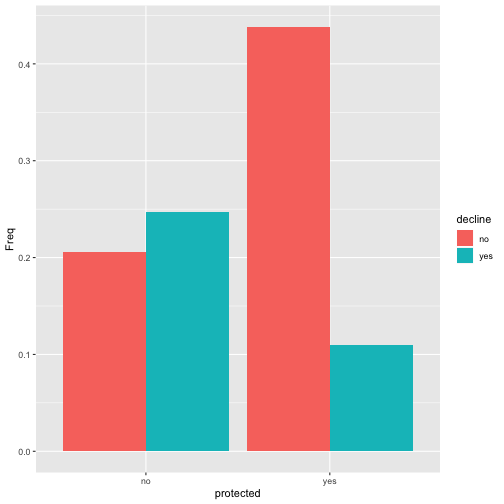 0.4
0.3
0.2
0.1
0.0
Freq
no
yes
protected
decline
no
yes